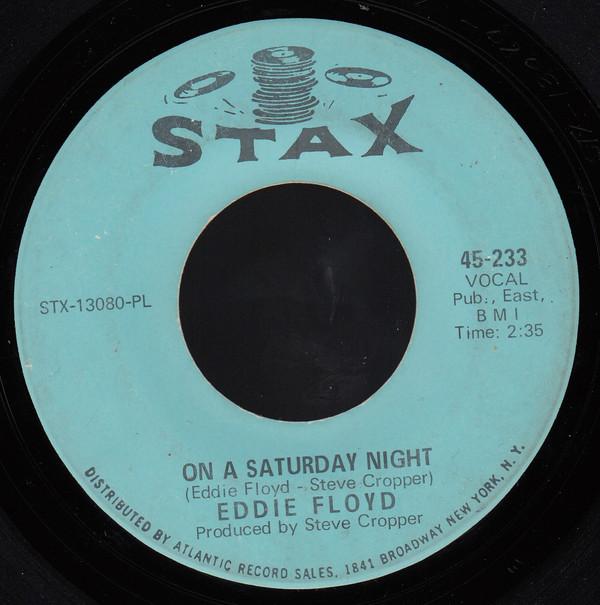 STAX
STX-13080-PL
45-233
VOCAL
Pub., East,
B M I
Time: 2:35
ON A SATURDAY NIGHT
(Eddie Floyd - Steve Cropper)
EDDIE FLOYD
Produced by Steve Cropper
DISTRIBUTED BY ATLANTIC RECORD SALES, 1841 BROADWAY NEW YORK, N. Y.